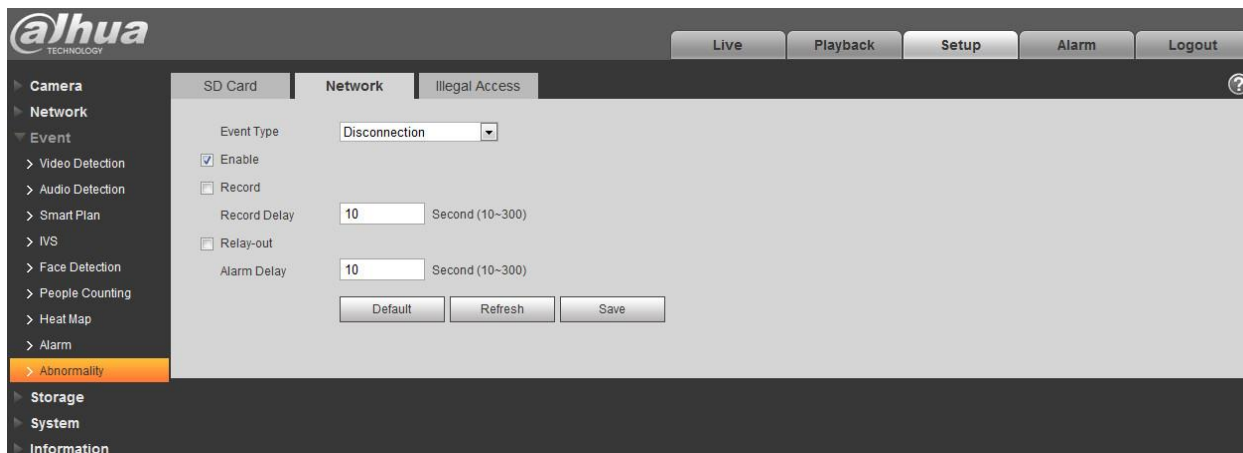 alhua
TECHNOLOGY
Live Playback Setup Alarm Logout
Camera
Network
Event
Video Detection
Audio Detection
Smart Plan
IVS
Face Detection
People Counting
Heat Map
Alarm
Abnormality
Storage
System
Information
SD Card Network Illegal Access
?
Event Type Disconnection
Enable
Record
Record Delay 10 Second (10~300)
Relay-out
Alarm Delay 10 Second (10~300)
Default Refresh Save